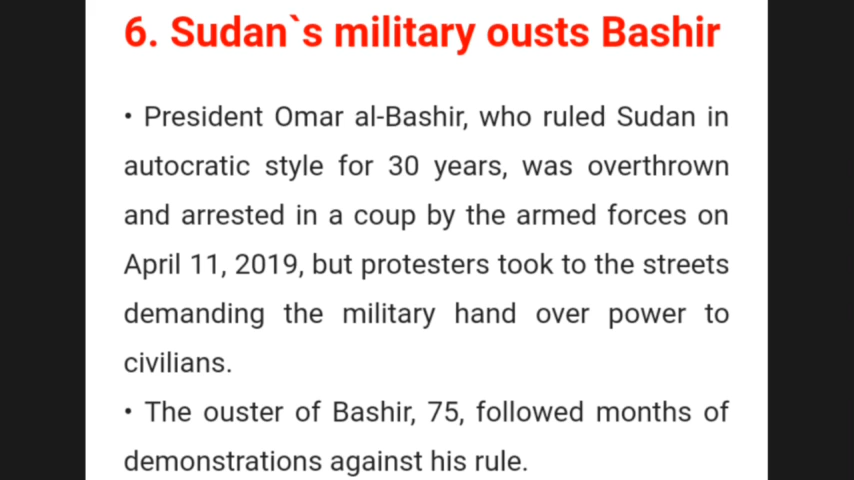 6. Sudan`s military ousts Bashir
• President Omar al-Bashir, who ruled Sudan in
autocratic style for 30 years, was overthrown
and arrested in a coup by the armed forces on
April 11, 2019, but protesters took to the streets
demanding the military hand over power to
civilians.
• The ouster of Bashir, 75, followed months of
demonstrations against his rule.